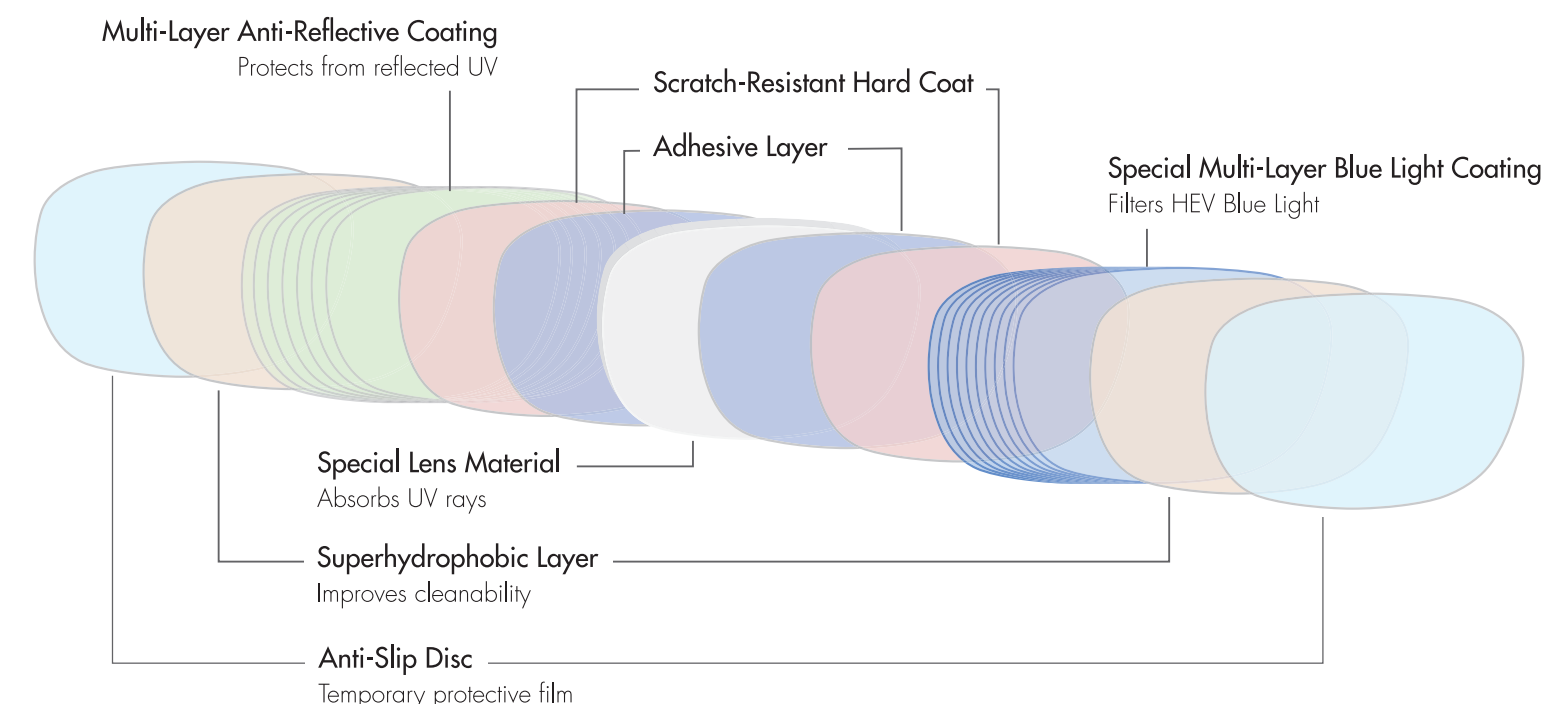 Multi-Layer Anti-Reflective Coating
Protects from reflected UV
Scratch-Resistant Hard Coat
Adhesive Layer
Special Multi-Layer Blue Light Coating
Filters HEV Blue Light
Special Lens Material
Absorbs UV rays
Superhydrophobic Layer
Improves cleanability
Anti-Slip Disc
Temporary protective film